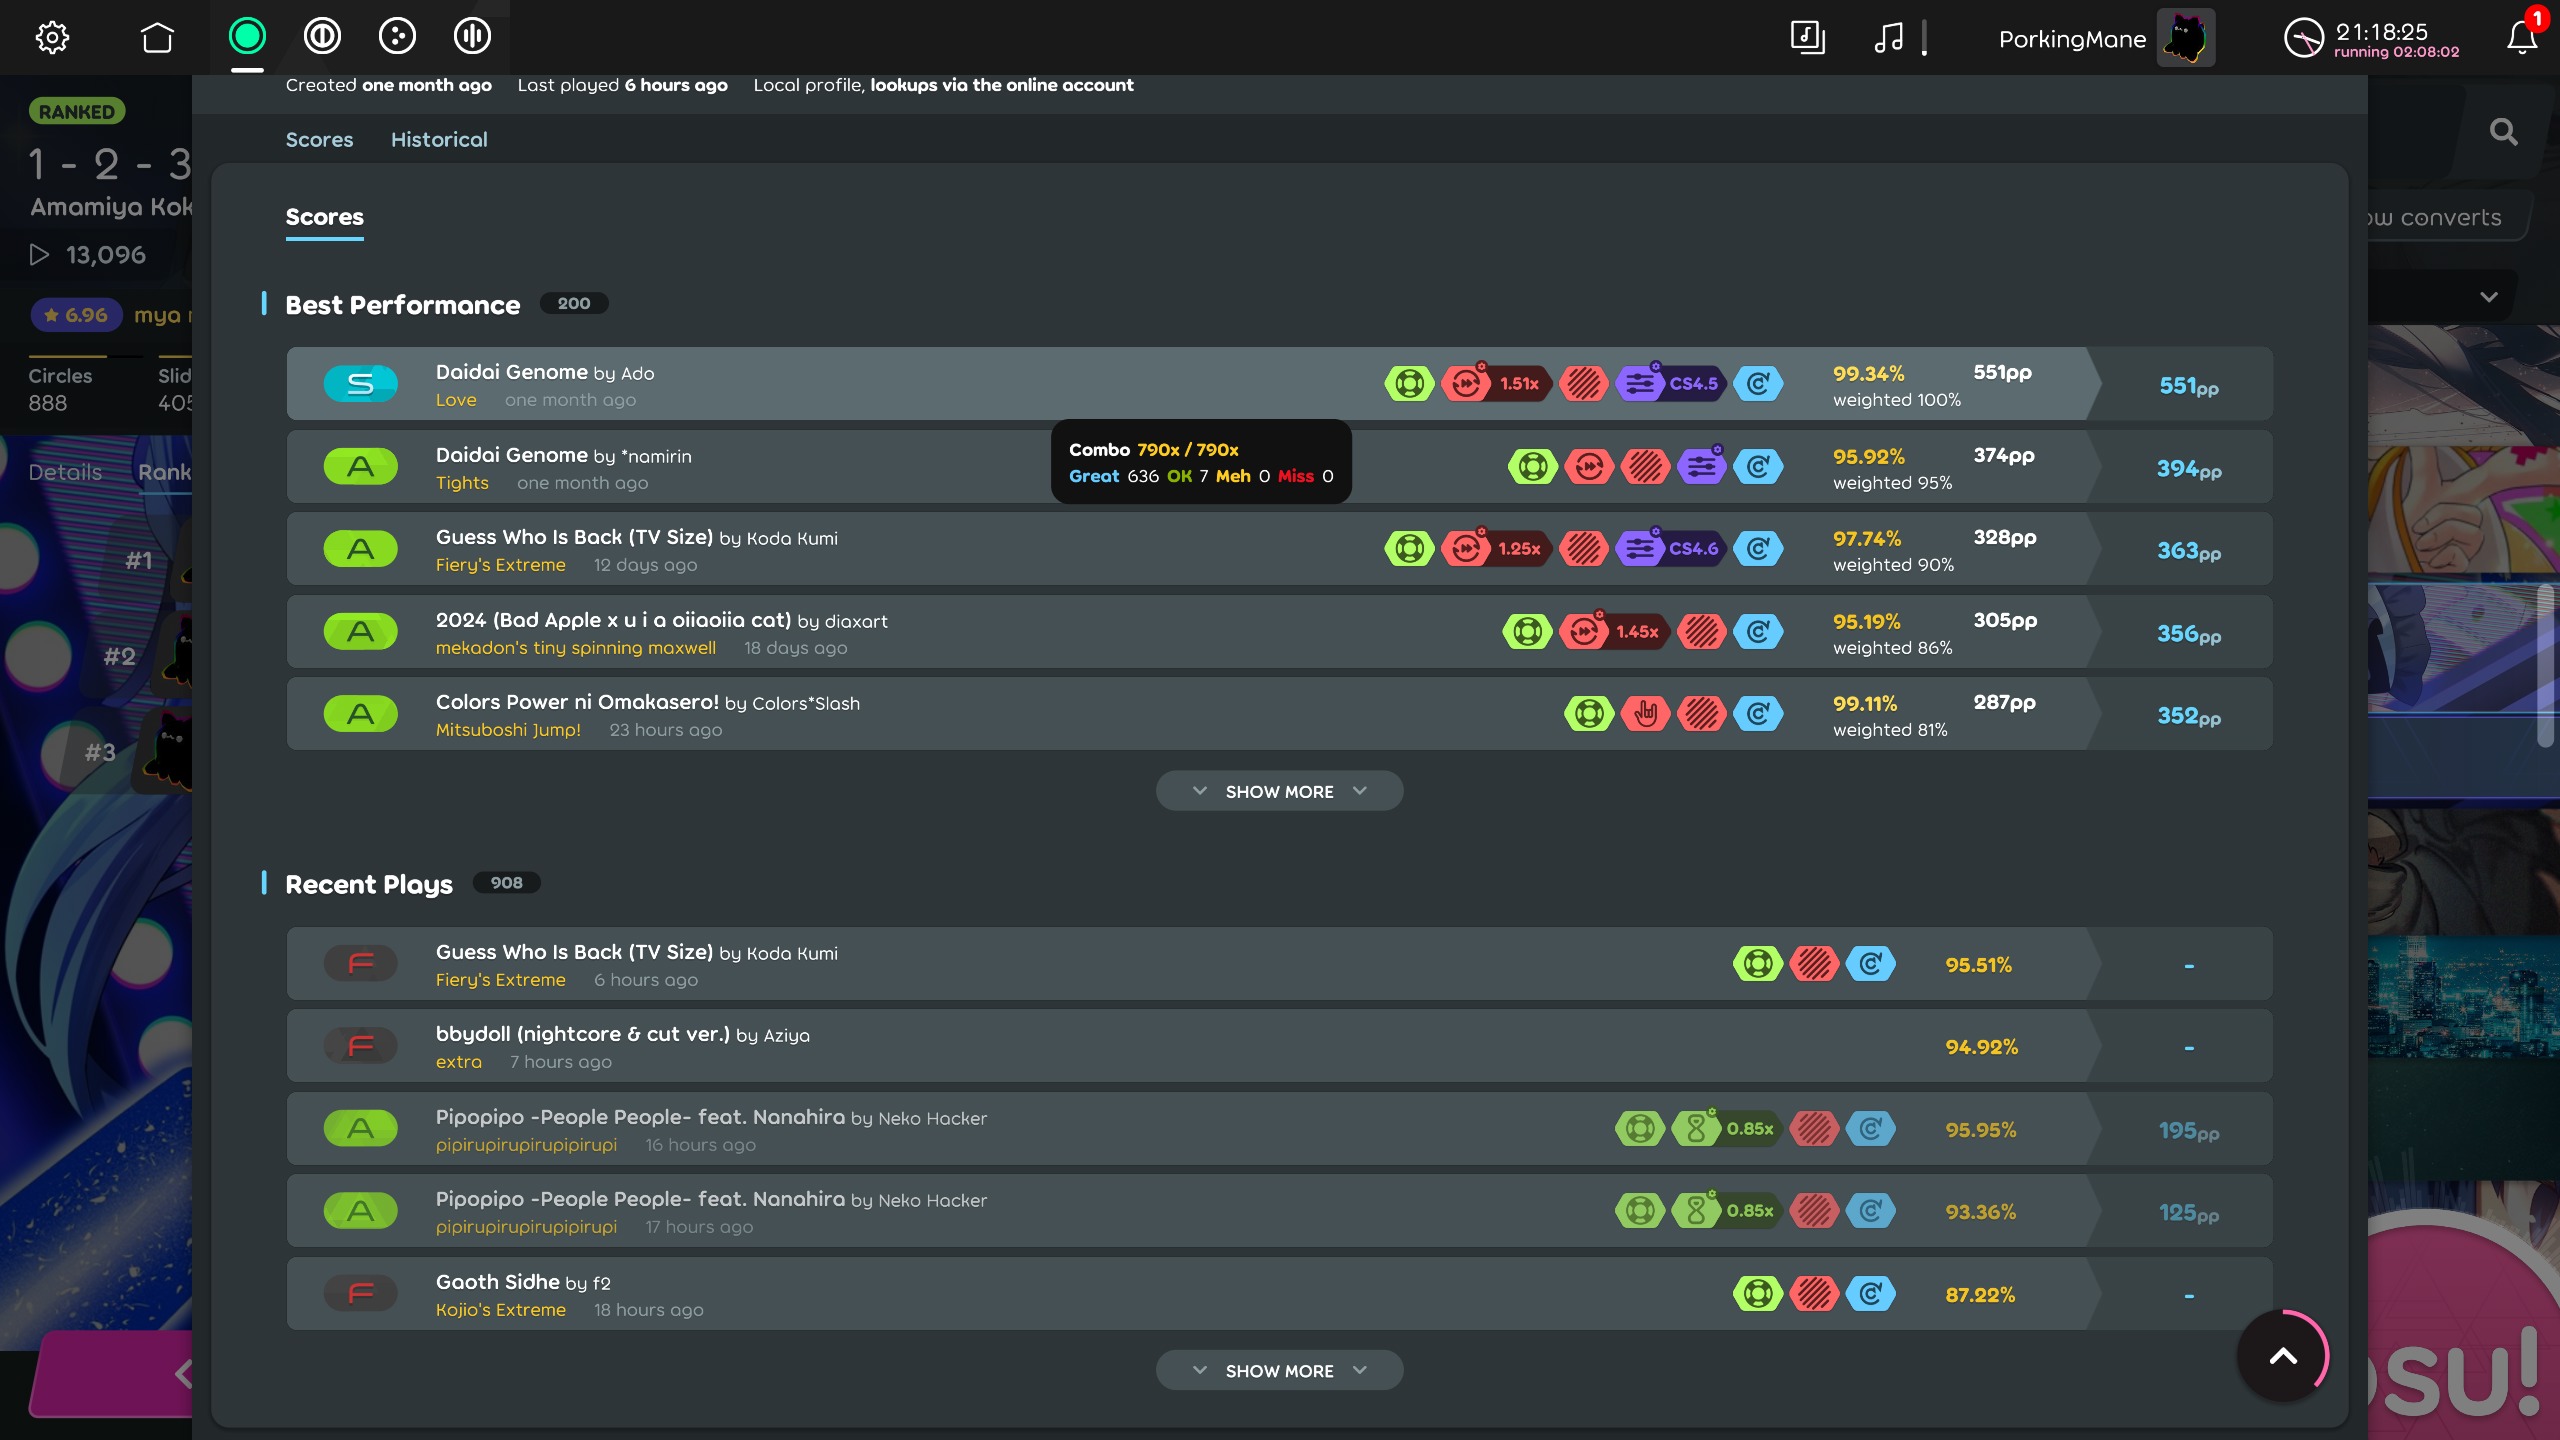 PorkingMane
21:18:25
running 02:08:02
1
Created one month ago Last played 6 hours ago Local profile, lookups via the online account
RANKED
1 - 2 - 3
Amamiya Kok
13,096
6.96 mya
Circles Slid
888 405
Details Rank
#1
#2
#3
ow converts
Scores Historical
Scores
Best Performance 200
Daidai Genome by Ado
Love one month ago
1.51x CS4.5
99.34% 551pp
weighted 100%
551pp
Combo 790x / 790x
Great 636 OK 7 Meh 0 Miss 0
Daidai Genome by *namirin
Tights one month ago
95.92% 374pp
weighted 95%
394pp
Guess Who Is Back (TV Size) by Koda Kumi
Fiery's Extreme 12 days ago
1.25x CS4.6
97.74% 328pp
weighted 90%
363pp
2024 (Bad Apple x u i a oiiaoiia cat) by diaxart
mekadon's tiny spinning maxwell 18 days ago
1.45x
95.19% 305pp
weighted 86%
356pp
Colors Power ni Omakasero! by Colors*Slash
Mitsuboshi Jump! 23 hours ago
99.11% 287pp
weighted 81%
352pp
SHOW MORE
Recent Plays 908
Guess Who Is Back (TV Size) by Koda Kumi
Fiery's Extreme 6 hours ago
95.51% -
bbydoll (nightcore & cut ver.) by Aziya
extra 7 hours ago
94.92% -
Pipopipo -People People- feat. Nanahira by Neko Hacker
pipirupirupirupipirupi 16 hours ago
0.85x
95.95% 195pp
Pipopipo -People People- feat. Nanahira by Neko Hacker
pipirupirupirupipirupi 17 hours ago
0.85x
93.36% 125pp
Gaoth Sidhe by f2
Kojio's Extreme 18 hours ago
87.22% -
SHOW MORE
osu!